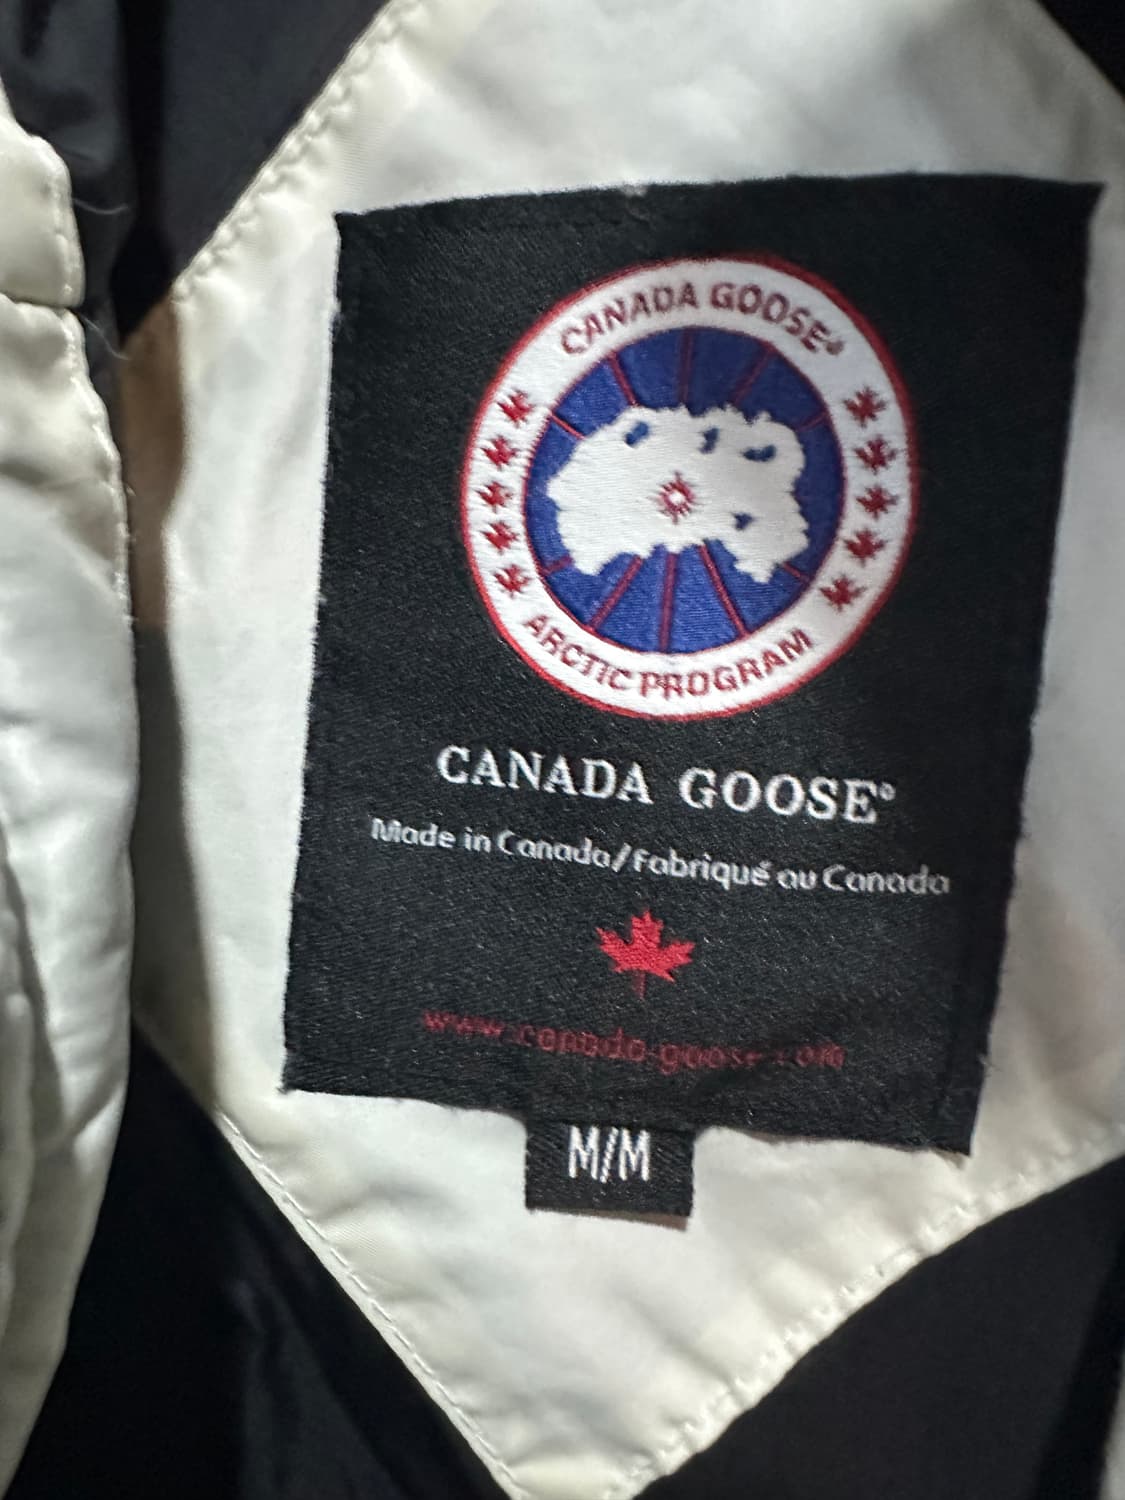 CANADA GOOSE®
ARCTIC PROGRAM
CANADA GOOSE®
Made in Canada/Fabriqué au Canada
www.canada-goose.com
M/M